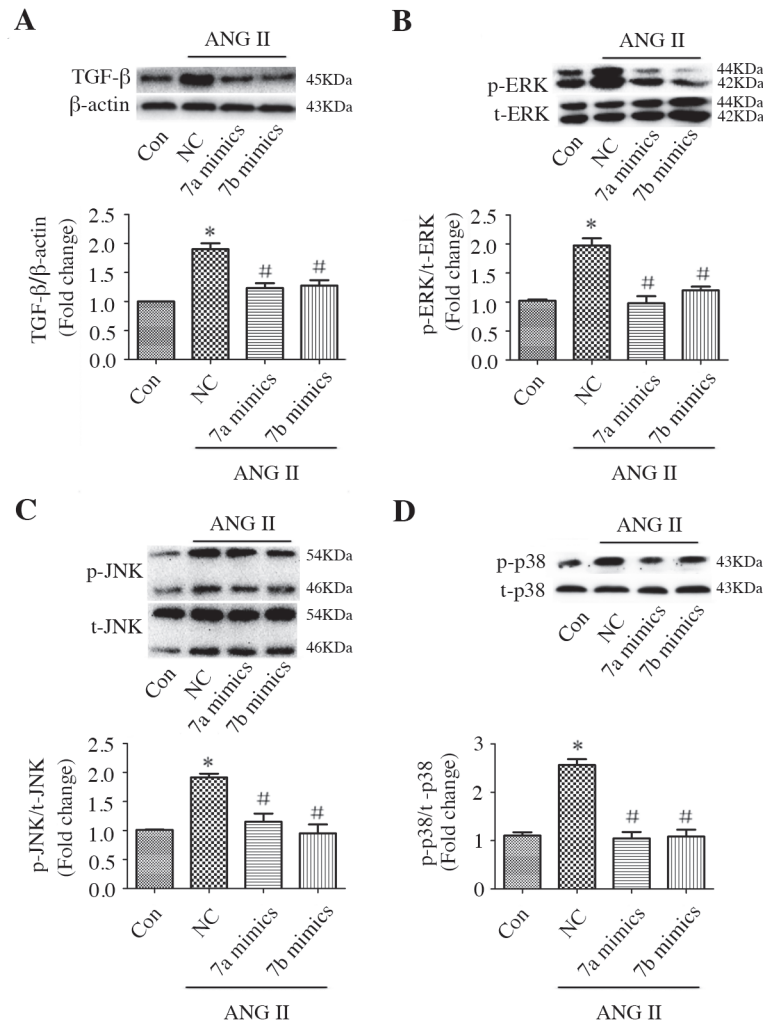 A
ANG II
TGF-β
45KDa
β-actin
43KDa
Con
NC
7a mimics
7b mimics
TGF-β/β-actin
(Fold change)
2.5
2.0
1.5
1.0
0.5
0.0
*
#
#
Con
NC
7a mimics
7b mimics
ANG II
B
ANG II
p-ERK
44KDa
42KDa
t-ERK
44KDa
42KDa
Con
NC
7a mimics
7b mimics
p-ERK/t-ERK
(Fold change)
2.5
2.0
1.5
1.0
0.5
0.0
*
#
#
Con
NC
7a mimics
7b mimics
ANG II
C
ANG II
p-JNK
54KDa
46KDa
t-JNK
54KDa
46KDa
Con
NC
7a mimics
7b mimics
p-JNK/t-JNK
(Fold change)
2.5
2.0
1.5
1.0
0.5
0.0
*
#
#
Con
NC
7a mimics
7b mimics
ANG II
D
ANG II
p-p38
43KDa
t-p38
43KDa
Con
NC
7a mimics
7b mimics
p-p38/t -p38
(Fold change)
3
2
1
0
*
#
#
Con
NC
7a mimics
7b mimics
ANG II